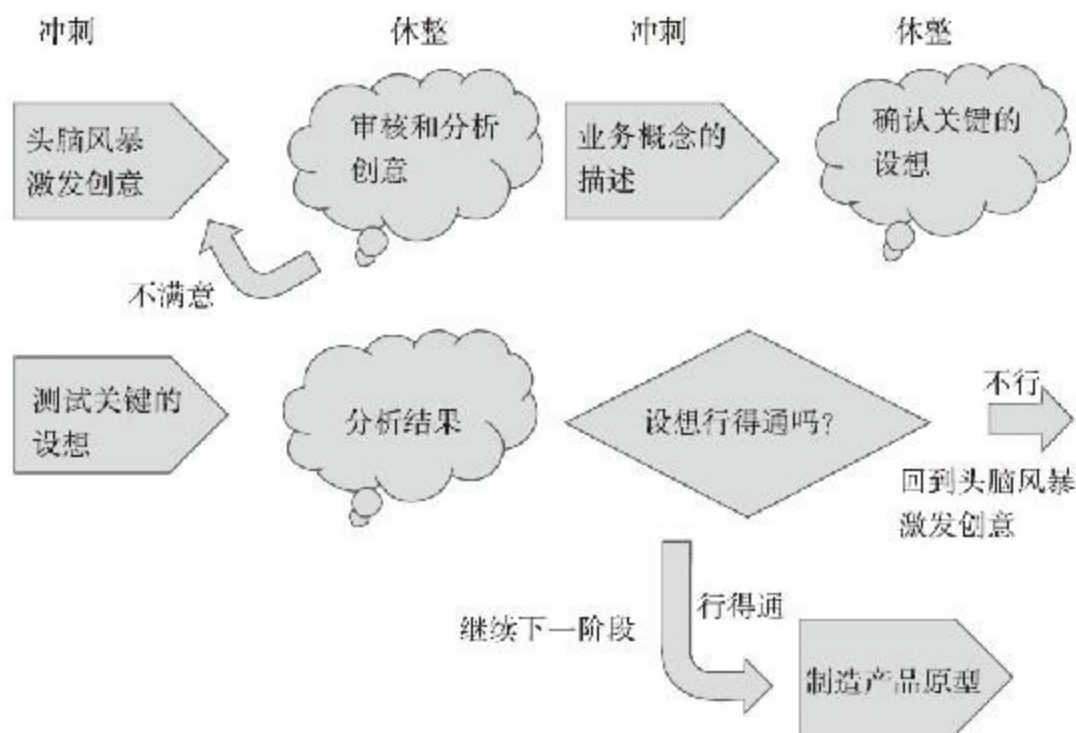 冲刺
休整
冲刺
休整
头脑风暴
激发创意
审核和分析
创意
业务概念的
描述
确认关键的
设想
不满意
测试关键的
设想
分析结果
设想行得通吗?
不行
回到头脑风暴
激发创意
继续下一阶段
行得通
制造产品原型